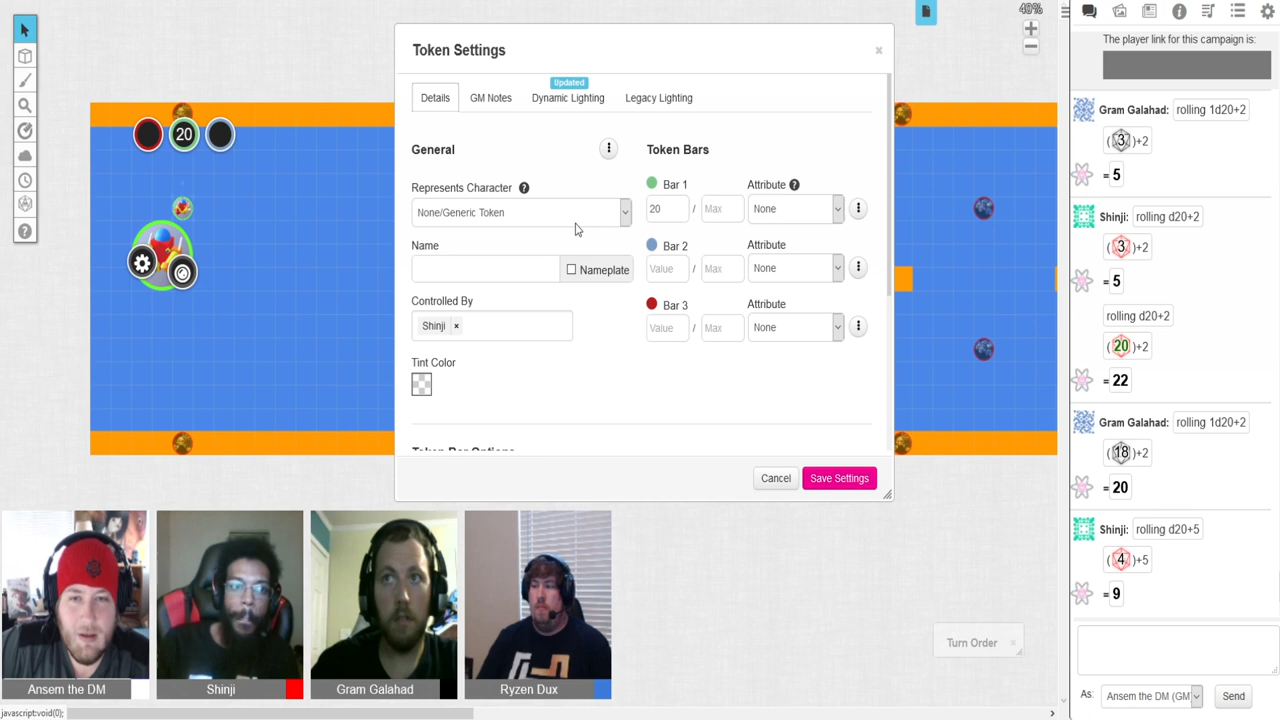 40%
Token Settings
×
Updated
Details GM Notes Dynamic Lighting Legacy Lighting
General
Represents Character ?
None/Generic Token
Name
Nameplate
Controlled By
Shinji ×
Tint Color
Token Bars
Bar 1 Attribute ?
20 / Max None
Bar 2 Attribute
Value / Max None
Bar 3 Attribute
Value / Max None
Token Bar Options
Cancel Save Settings
20
The player link for this campaign is:
Gram Galahad: rolling 1d20+2
(3)+2
= 5
Shinji: rolling d20+2
(3)+2
= 5
rolling d20+2
(20)+2
= 22
Gram Galahad: rolling 1d20+2
(18)+2
= 20
Shinji: rolling d20+5
(4)+5
= 9
As: Ansem the DM (GM) Send
Turn Order ×
Ansem the DM
Shinji
Gram Galahad
Ryzen Dux
javascript:void(0);